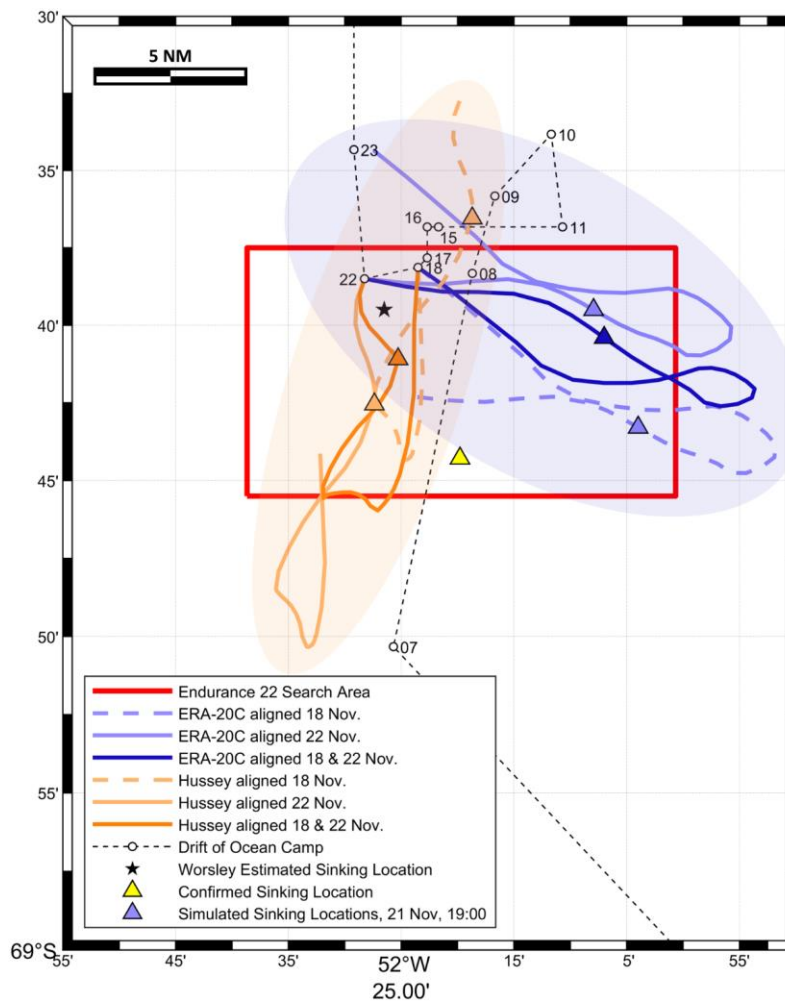 30'
5 NM
23
10
35'
09
16
15
11
17
18
08
22
40'
45'
50'
07
Endurance 22 Search Area
ERA-20C aligned 18 Nov.
ERA-20C aligned 22 Nov.
ERA-20C aligned 18 & 22 Nov.
55'
Hussey aligned 18 Nov.
Hussey aligned 22 Nov.
Hussey aligned 18 & 22 Nov.
Drift of Ocean Camp
Worsley Estimated Sinking Location
Confirmed Sinking Location
Simulated Sinking Locations, 21 Nov, 19:00
69°S
55' 45' 35' 52°W 15' 5' 55'
25.00'